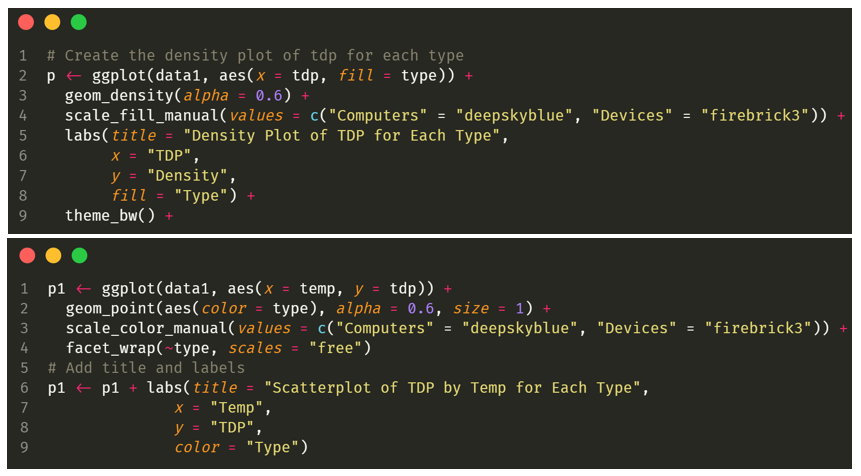 1 # Create the density plot of tdp for each type
2 p <- ggplot(data1, aes(x = tdp, fill = type)) +
3   geom_density(alpha = 0.6) +
4   scale_fill_manual(values = c("Computers" = "deepskyblue", "Devices" = "firebrick3")) +
5   labs(title = "Density Plot of TDP for Each Type",
6        x = "TDP",
7        y = "Density",
8        fill = "Type") +
9   theme_bw() +
1 p1 <- ggplot(data1, aes(x = temp, y = tdp)) +
2   geom_point(aes(color = type), alpha = 0.6, size = 1) +
3   scale_color_manual(values = c("Computers" = "deepskyblue", "Devices" = "firebrick3")) +
4   facet_wrap(~type, scales = "free")
5 # Add title and labels
6 p1 <- p1 + labs(title = "Scatterplot of TDP by Temp for Each Type",
7               x = "Temp",
8               y = "TDP",
9               color = "Type")